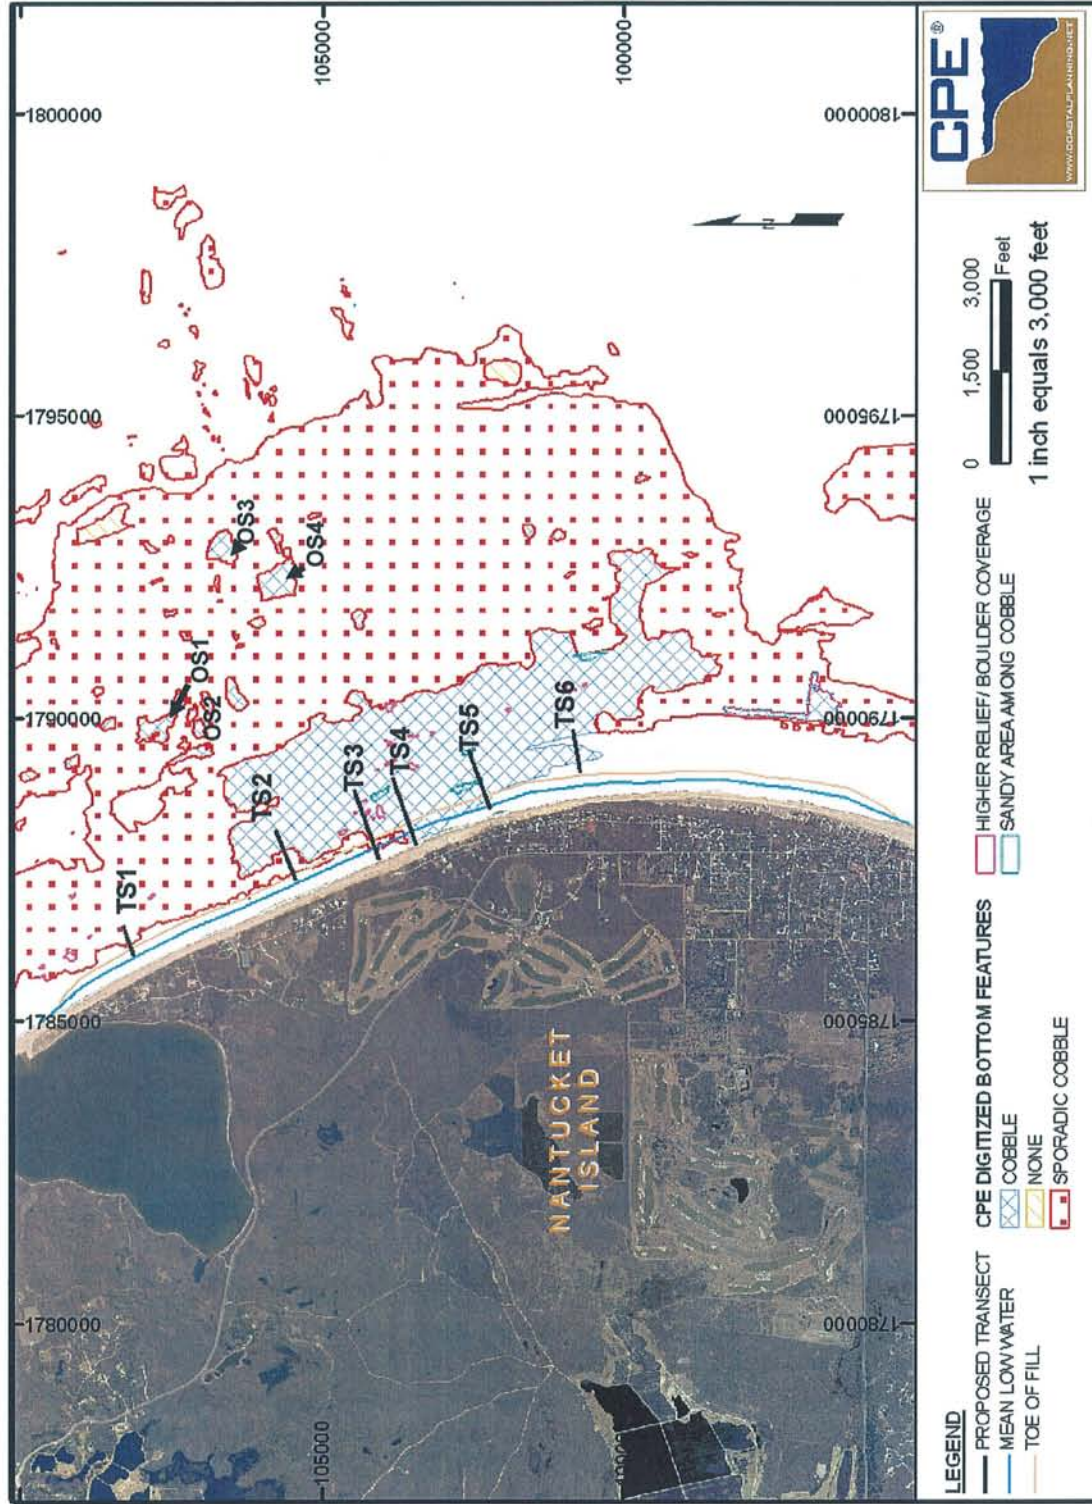 1780000
1785000
1790000
1795000
1800000
105000
105000
100000
TS1
TS2
TS3
TS4
TS5
TS6
OS1
OS2
OS3
OS4
NANTUCKET
ISLAND
N
1780000
1785000
1790000
1795000
1800000
LEGEND
PROPOSED TRANSECT
MEAN LOW WATER
TOE OF FILL
CPE DIGITIZED BOTTOM FEATURES
COBBLE
NONE
SPORADIC COBBLE
HIGHER RELIEF/ BOULDER COVERAGE
SANDY AREA AMONG COBBLE
0 1,500 3,000
Feet
1 inch equals 3,000 feet
CPE®
WWW.COASTALPLANNING.NET